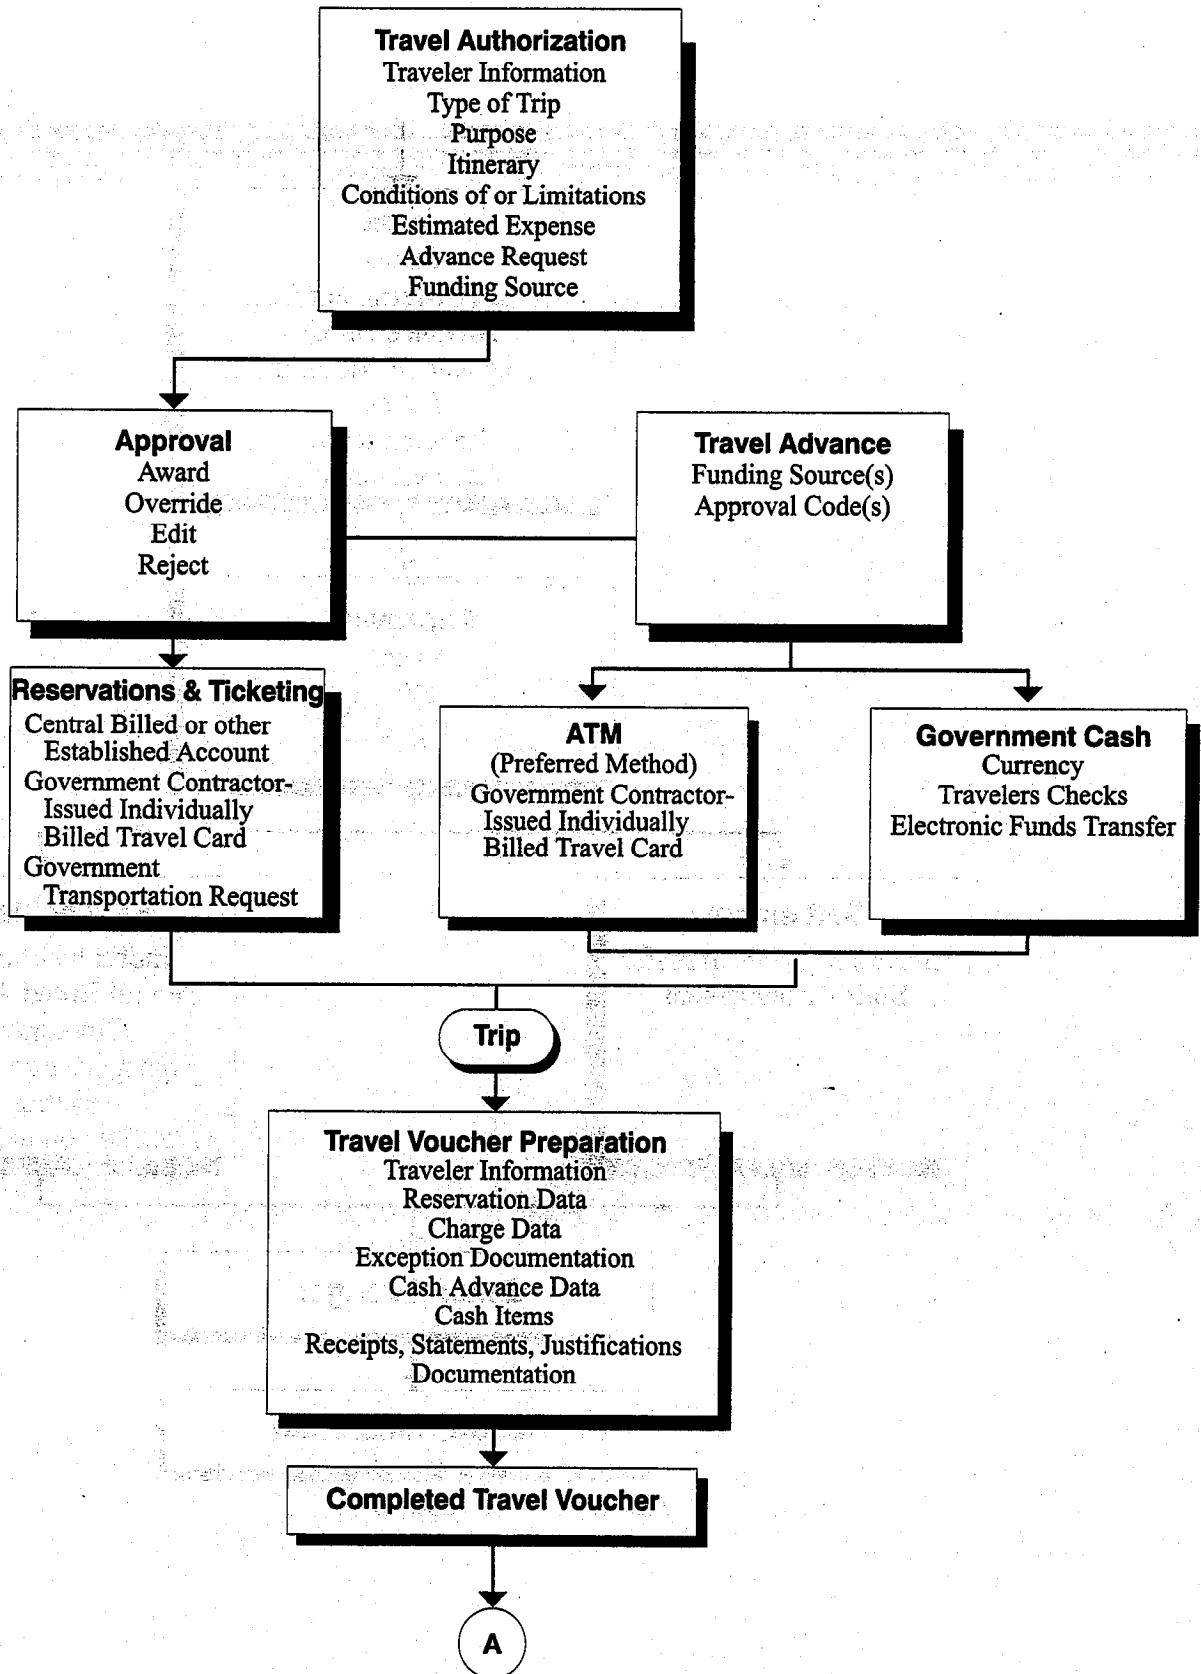 Travel Authorization
Traveler Information
Type of Trip
Purpose
Itinerary
Conditions of or Limitations
Estimated Expense
Advance Request
Funding Source
Approval
Award
Override
Edit
Reject
Travel Advance
Funding Source(s)
Approval Code(s)
Reservations & Ticketing
Central Billed or other
Established Account
Government Contractor-
Issued Individually
Billed Travel Card
Government
Transportation Request
ATM
(Preferred Method)
Government Contractor-
Issued Individually
Billed Travel Card
Government Cash
Currency
Travelers Checks
Electronic Funds Transfer
Trip
Travel Voucher Preparation
Traveler Information
Reservation Data
Charge Data
Exception Documentation
Cash Advance Data
Cash Items
Receipts, Statements, Justifications
Documentation
Completed Travel Voucher
A